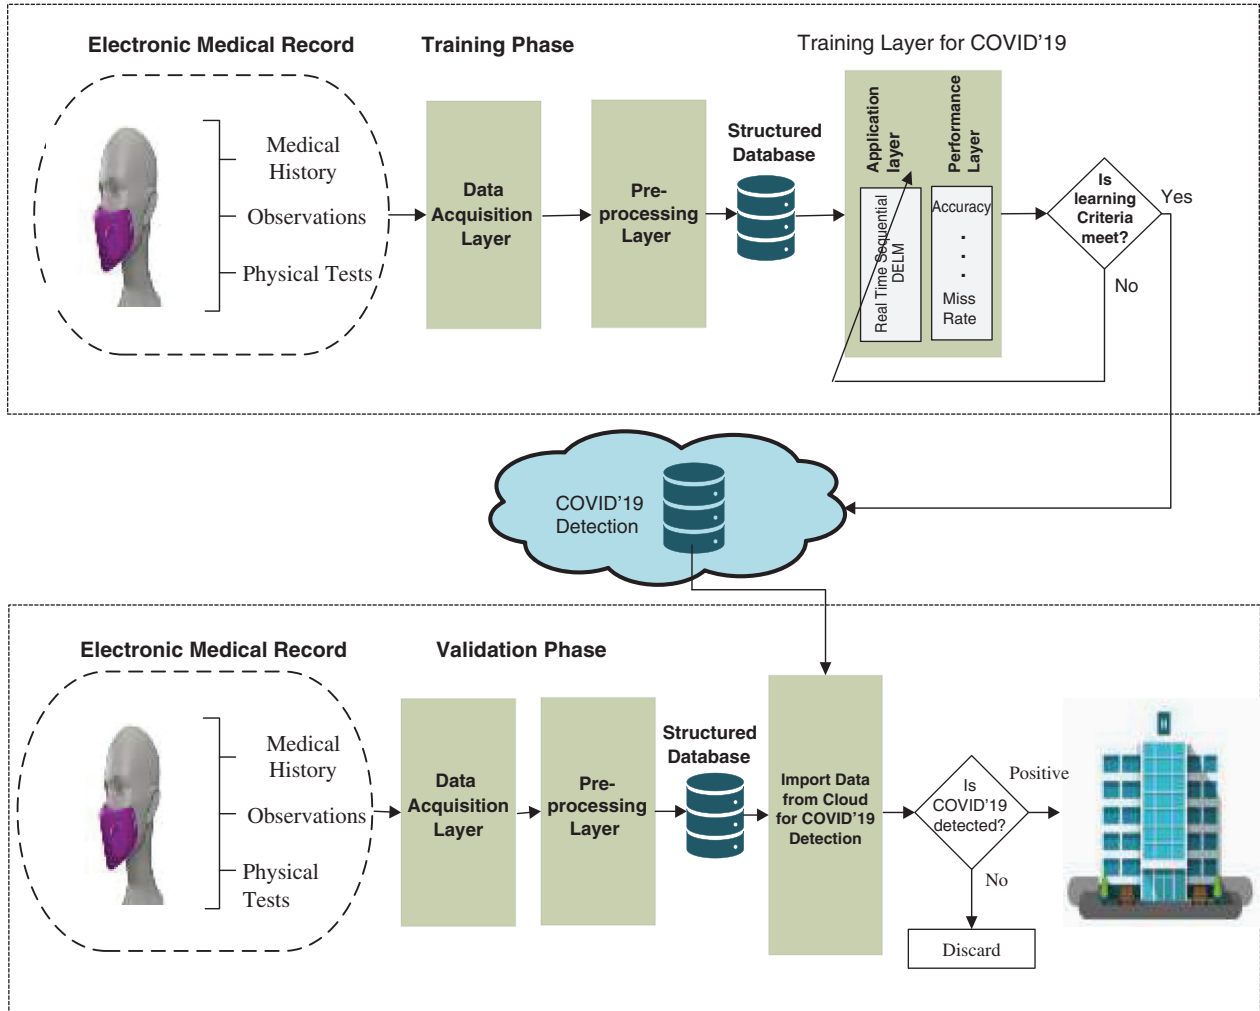 Electronic Medical Record
Training Phase
Training Layer for COVID'19
Medical
History
Observations
Physical Tests
Data
Acquisition
Layer
Pre-
processing
Layer
Structured
Database
Application
layer
Real Time Sequential
DELM
Performance
Layer
Accuracy
.
.
.
Miss
Rate
Is
learning
Criteria
meet?
Yes
No
COVID'19
Detection
Electronic Medical Record
Validation Phase
Medical
History
Observations
Physical
Tests
Data
Acquisition
Layer
Pre-
processing
Layer
Structured
Database
Import Data
from Cloud
for COVID'19
Detection
Is
COVID'19
detected?
Positive
No
Discard
H